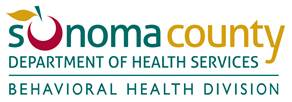 sonoma county
DEPARTMENT OF HEALTH SERVICES
BEHAVIORAL HEALTH DIVISION